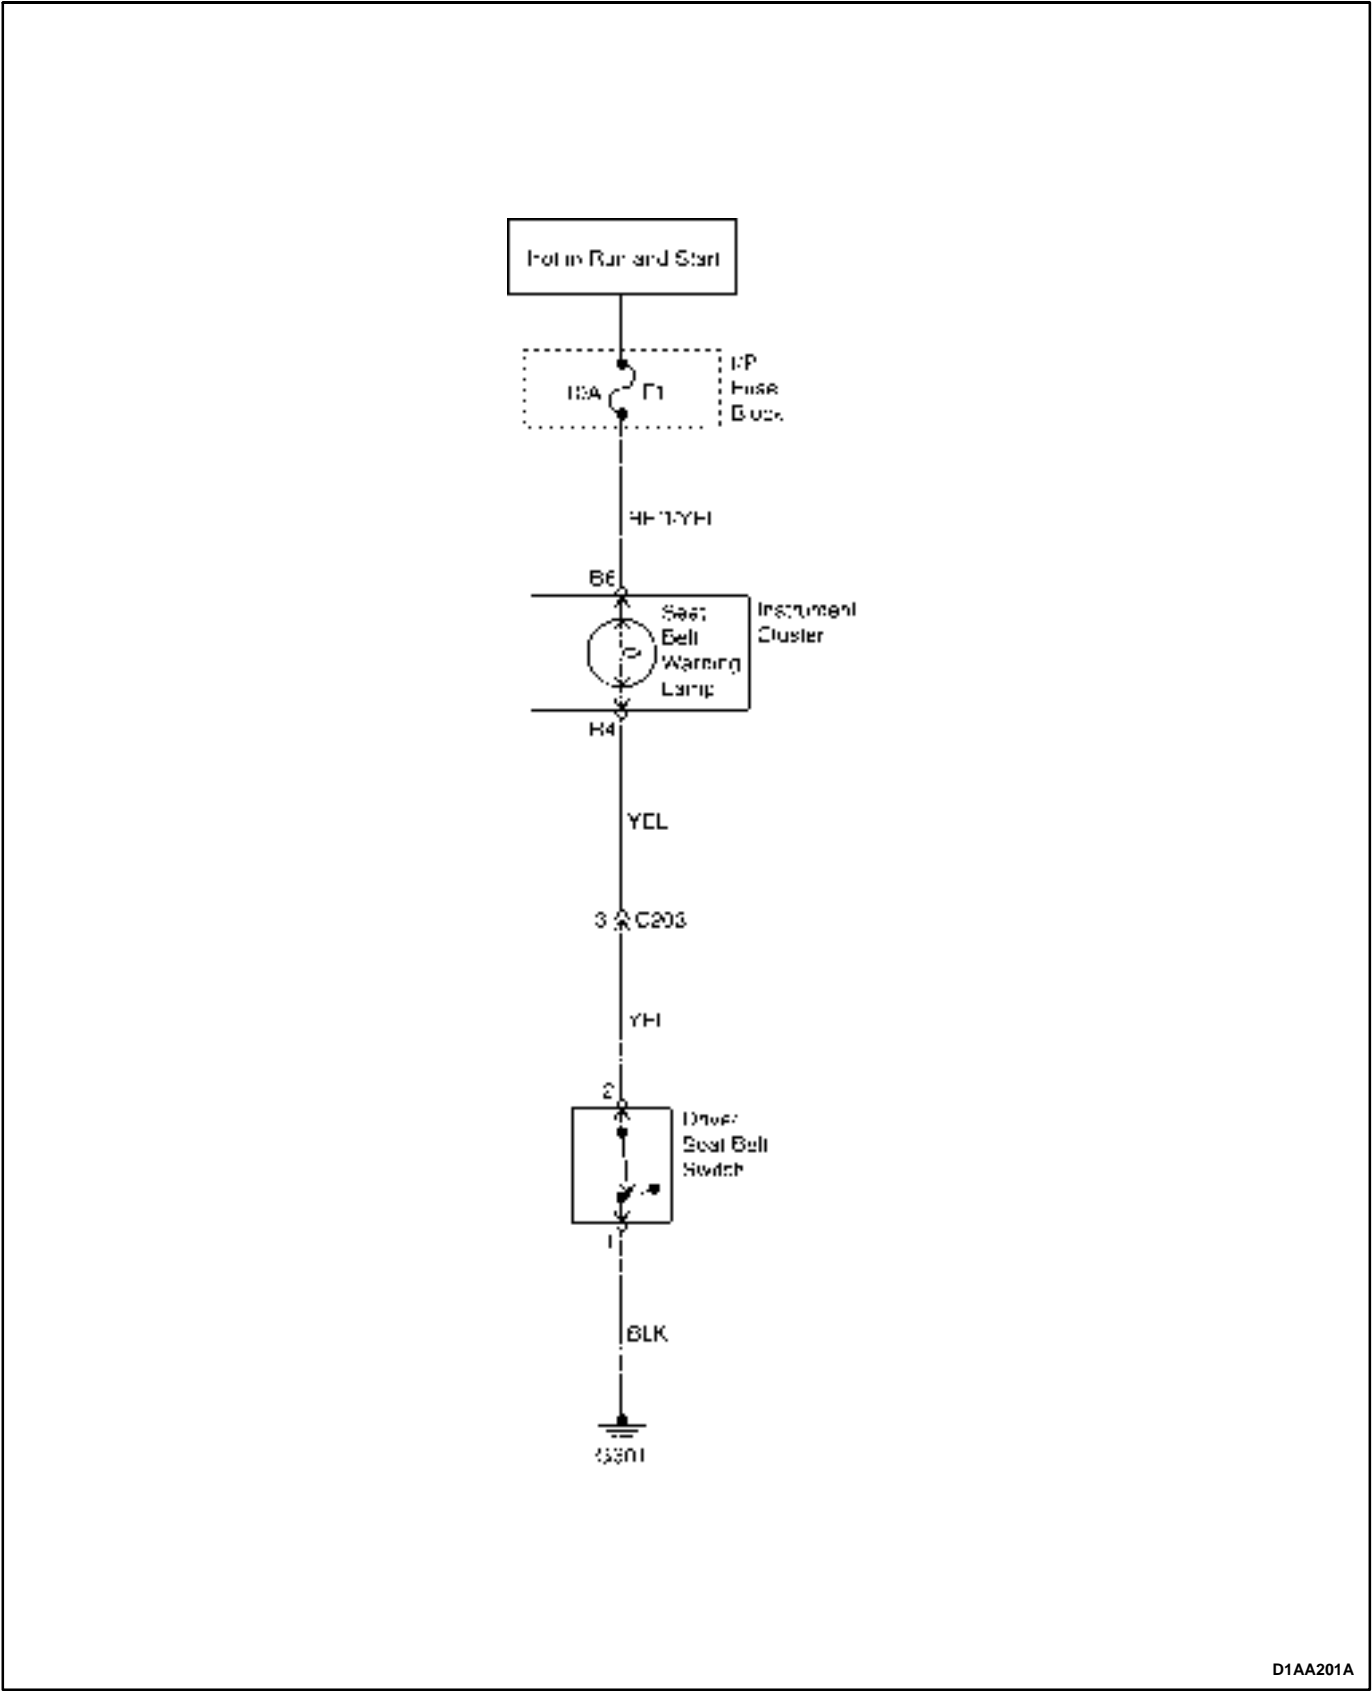 Hot in Run and Start
I/P
Fuse
Block
10A
F1
RED/YEL
B6
Seat
Belt
Warning
Lamp
Instrument
Cluster
B4
YEL
3
C203
YEL
2
Driver
Seat Belt
Switch
1
BLK
G301
D1AA201A